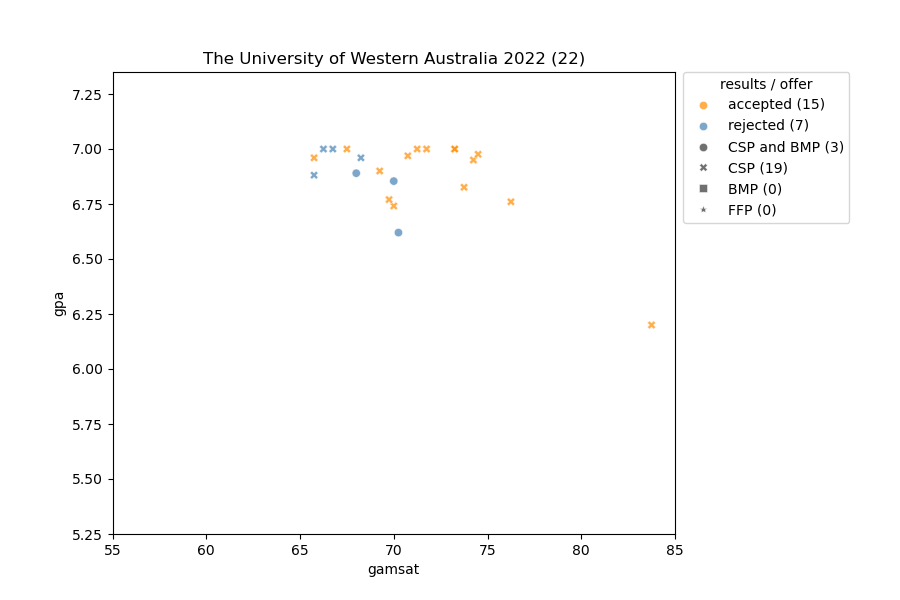 The University of Western Australia 2022 (22)
results / offer
accepted (15)
rejected (7)
CSP and BMP (3)
CSP (19)
BMP (0)
FFP (0)
7.25
7.00
6.75
6.50
6.25
6.00
5.75
5.50
5.25
gpa
55 60 65 70 75 80 85
gamsat